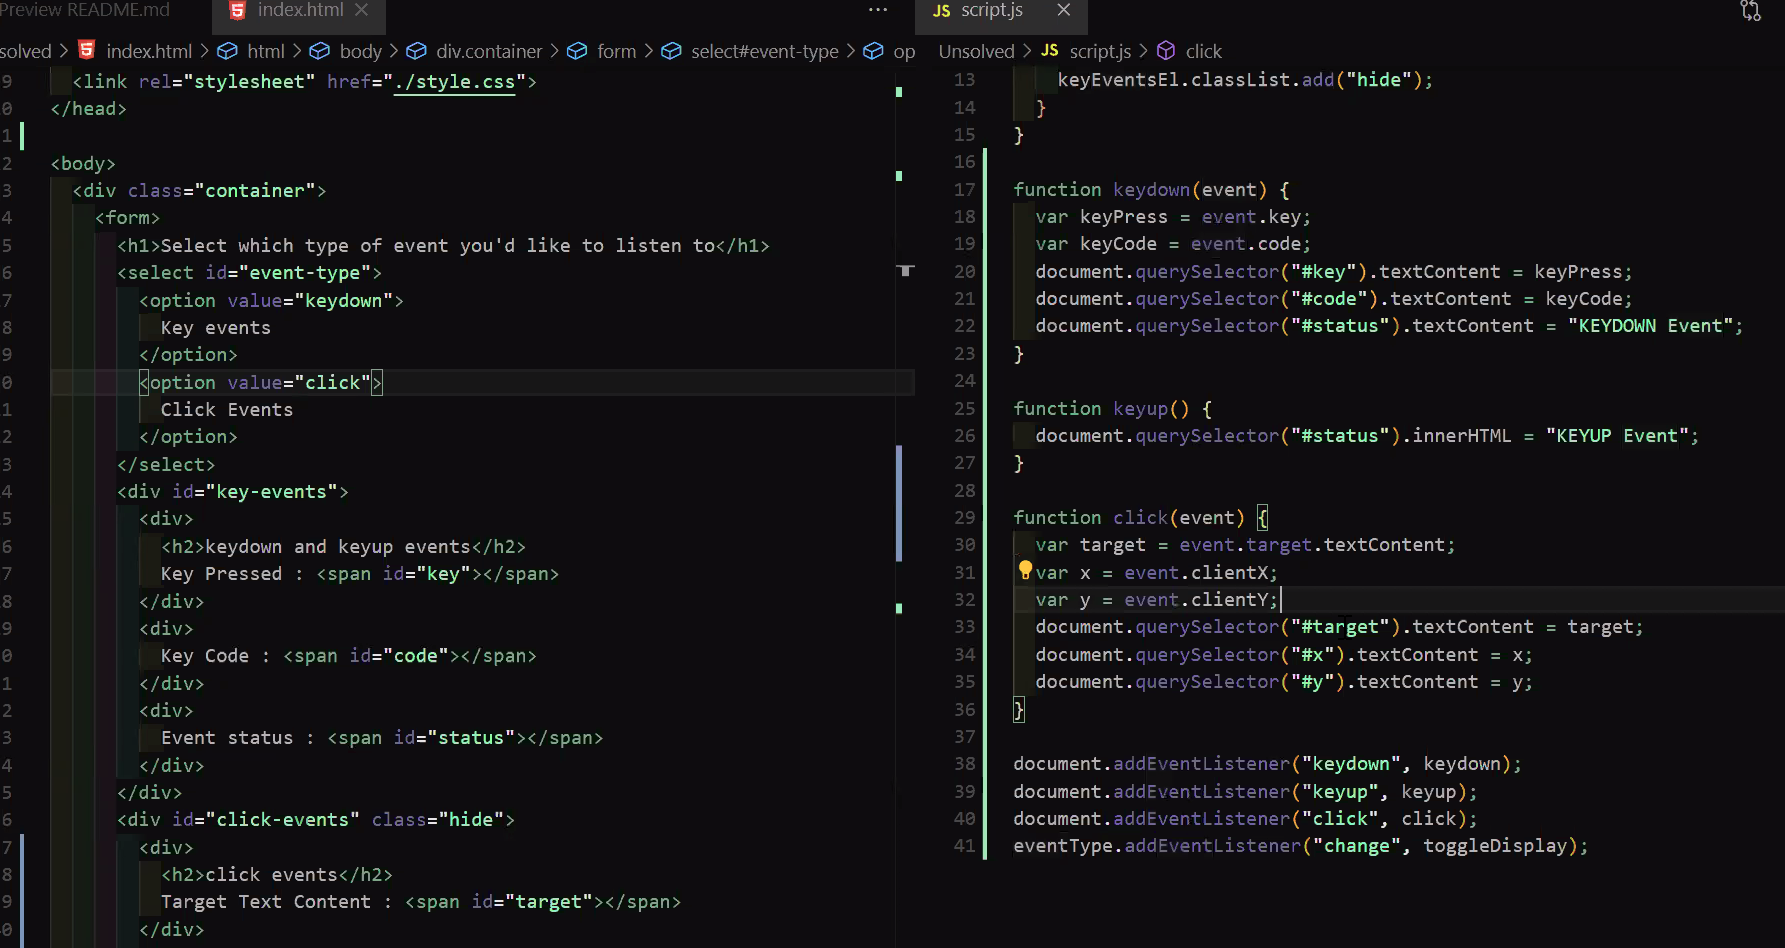 Preview README.md
index.html
···
solved > index.html > html > body > div.container > form > select#event-type > op
9 <link rel="stylesheet" href="./style.css">
0 </head>
1
2 <body>
3 <div class="container">
4 <form>
5 <h1>Select which type of event you'd like to listen to</h1>
6 <select id="event-type">
7 <option value="keydown">
8 Key events
9 </option>
0 <option value="click">
1 Click Events
2 </option>
3 </select>
4 <div id="key-events">
5 <div>
6 <h2>keydown and keyup events</h2>
7 Key Pressed : <span id="key"></span>
8 </div>
9 <div>
0 Key Code : <span id="code"></span>
1 </div>
2 <div>
3 Event status : <span id="status"></span>
4 </div>
5 </div>
6 <div id="click-events" class="hide">
7 <div>
8 <h2>click events</h2>
9 Target Text Content : <span id="target"></span>
0 </div>
JS script.js
Unsolved > JS script.js > click
13 keyEventsEl.classList.add("hide");
14 }
15 }
16
17 function keydown(event) {
18 var keyPress = event.key;
19 var keyCode = event.code;
20 document.querySelector("#key").textContent = keyPress;
21 document.querySelector("#code").textContent = keyCode;
22 document.querySelector("#status").textContent = "KEYDOWN Event";
23 }
24
25 function keyup() {
26 document.querySelector("#status").innerHTML = "KEYUP Event";
27 }
28
29 function click(event) {
30 var target = event.target.textContent;
31 var x = event.clientX;
32 var y = event.clientY;
33 document.querySelector("#target").textContent = target;
34 document.querySelector("#x").textContent = x;
35 document.querySelector("#y").textContent = y;
36 }
37
38 document.addEventListener("keydown", keydown);
39 document.addEventListener("keyup", keyup);
40 document.addEventListener("click", click);
41 eventType.addEventListener("change", toggleDisplay);